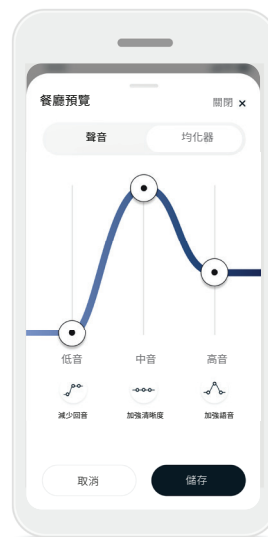 餐廳預覽 關閉 ×
聲音 均化器
低音 中音 高音
減少回音 加強清晰度 加強語音
取消 儲存